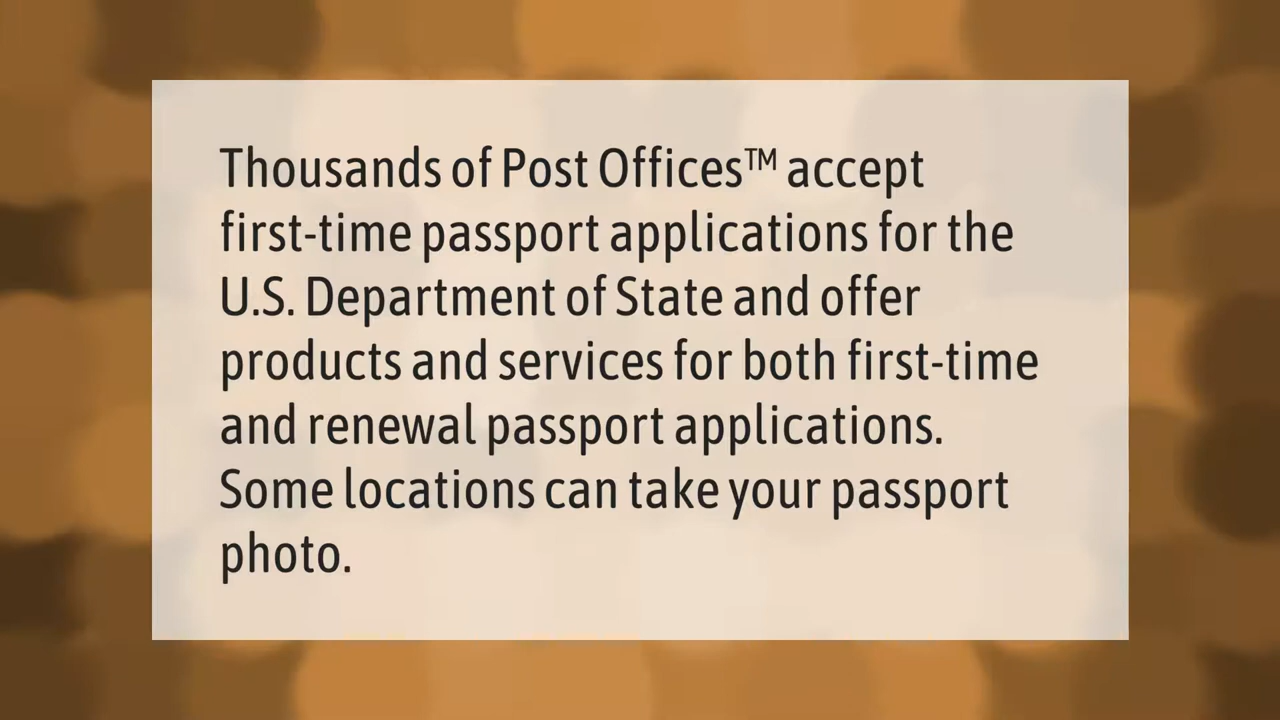 Thousands of Post Offices™ accept
first-time passport applications for the
U.S. Department of State and offer
products and services for both first-time
and renewal passport applications.
Some locations can take your passport
photo.